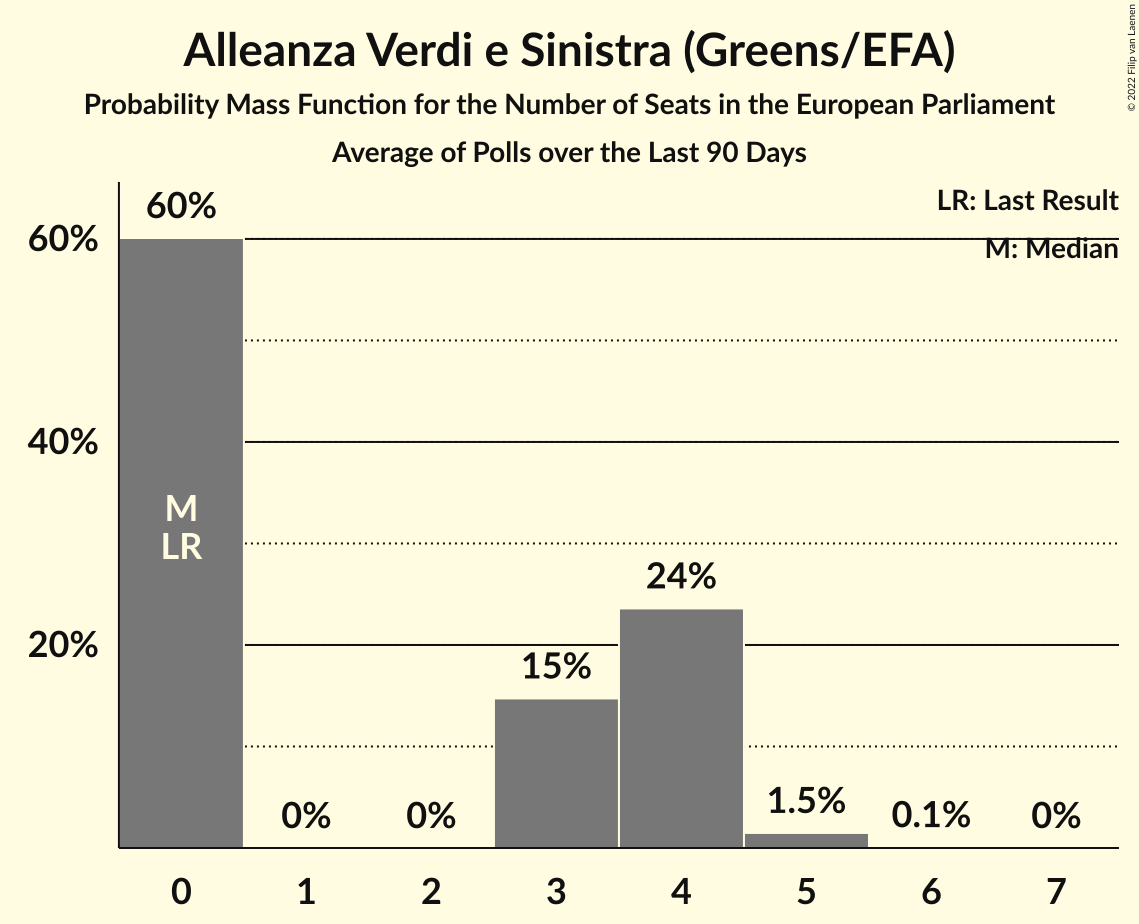 Alleanza Verdi e Sinistra (Greens/EFA)
Probability Mass Function for the Number of Seats in the European Parliament
Average of Polls over the Last 90 Days
© 2022 Filip van Laenen
LR: Last Result
M: Median
60%
40%
20%
60%
M
LR
0%
0%
15%
24%
1.5%
0.1%
0%
0 1 2 3 4 5 6 7